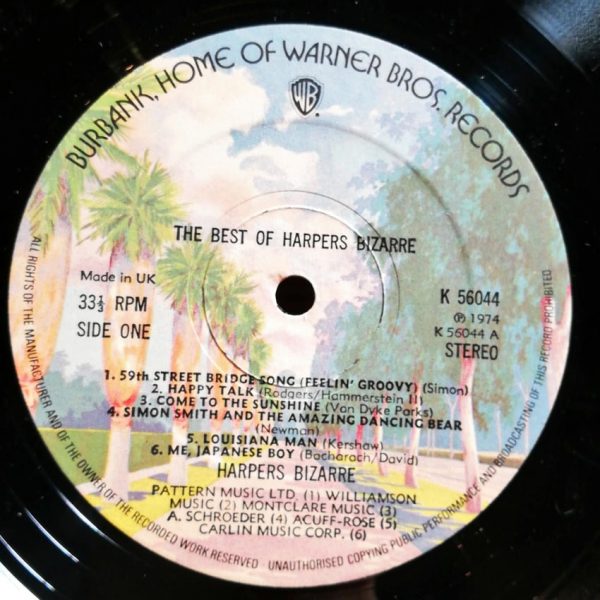 BURBANK, HOME OF WARNER BROS. RECORDS
WB
THE BEST OF HARPERS BIZARRE
Made in UK
33⅓ RPM
SIDE ONE
K 56044
℗ 1974
K 56044 A
STEREO
1. 59th STREET BRIDGE SONG (FEELIN' GROOVY) (Simon)
2. HAPPY TALK (Rodgers/Hammerstein II)
3. COME TO THE SUNSHINE (Van Dyke Parks)
4. SIMON SMITH AND THE AMAZING DANCING BEAR
(Newman)
5. LOUISIANA MAN (Kershaw)
6. ME, JAPANESE BOY (Bacharach/David)
HARPERS BIZARRE
PATTERN MUSIC LTD. (1) WILLIAMSON
MUSIC (2) MONTCLARE MUSIC (3)
A. SCHROEDER (4) ACUFF-ROSE (5)
CARLIN MUSIC CORP. (6)
ALL RIGHTS OF THE MANUFACTURER AND OF THE OWNER OF THE RECORDED WORK RESERVED · UNAUTHORISED COPYING PUBLIC PERFORMANCE AND BROADCASTING OF THIS RECORD PROHIBITED